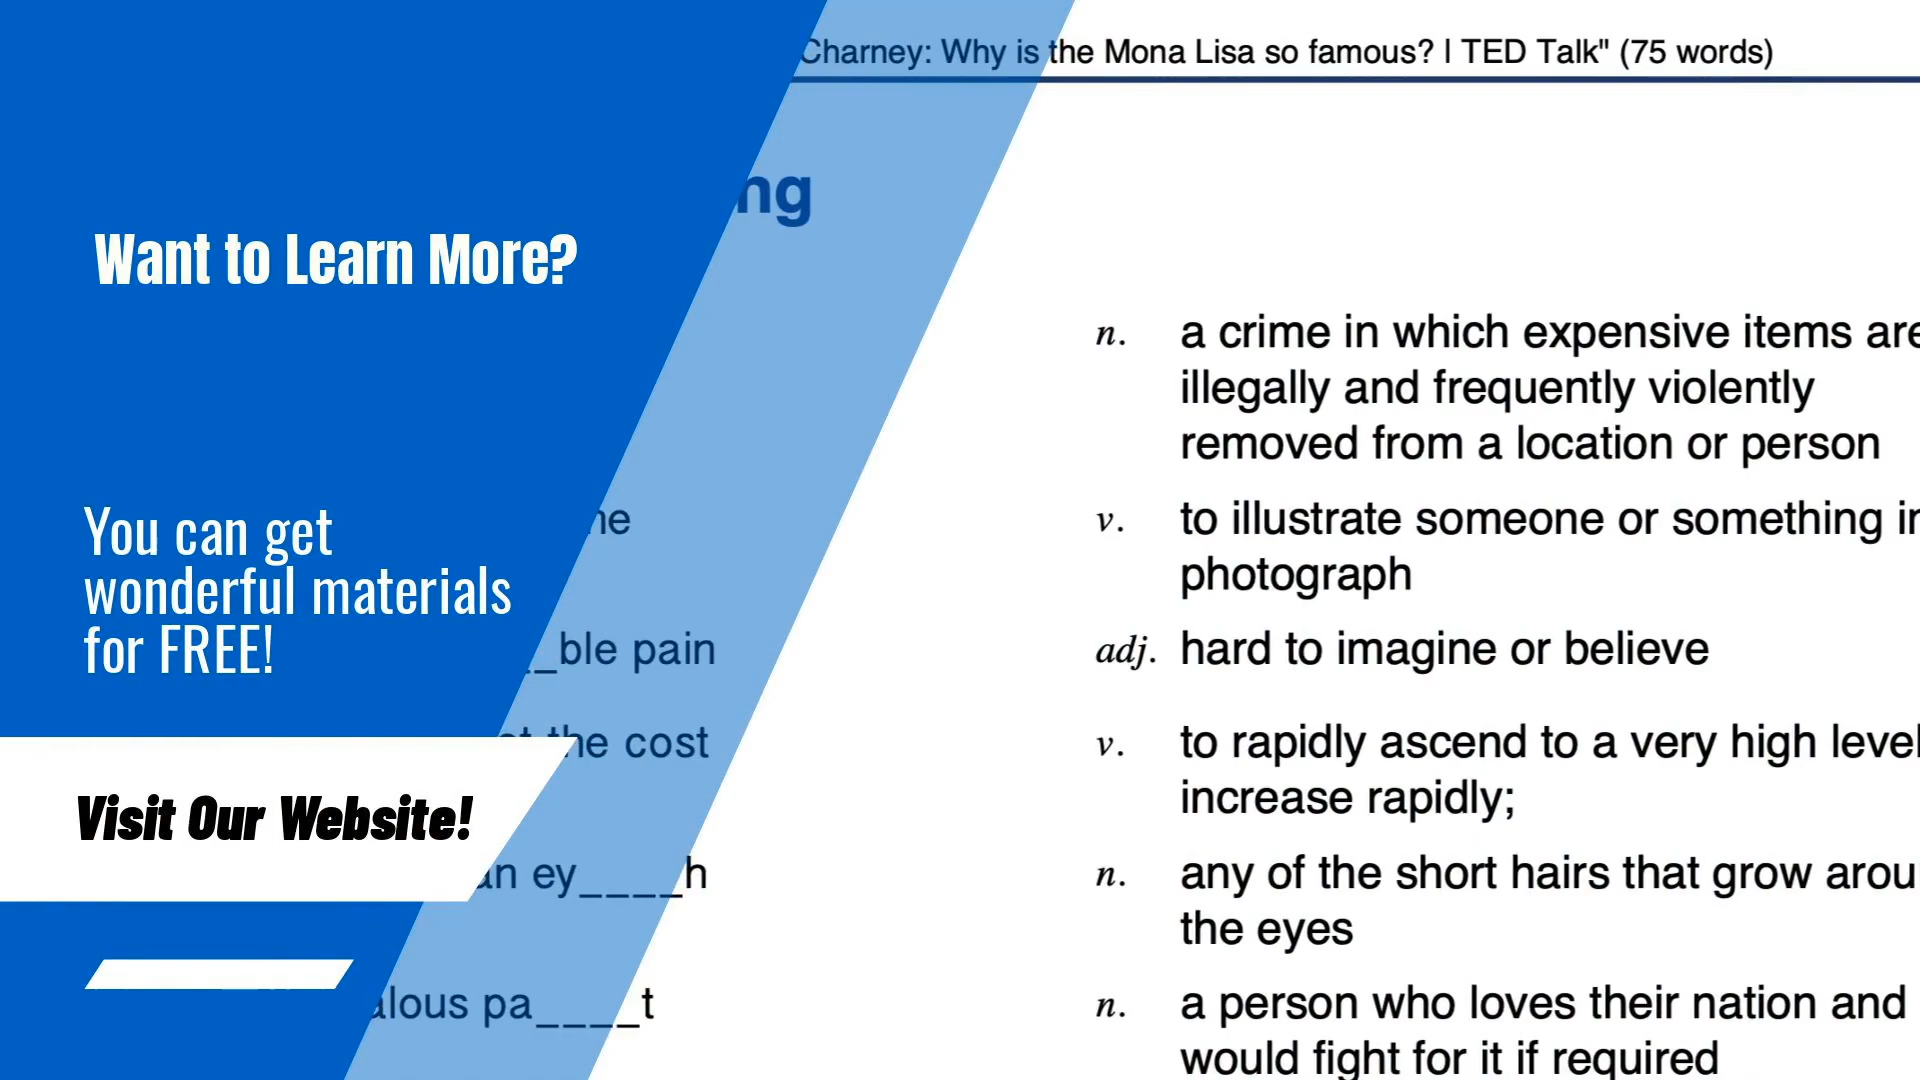 Charney: Why is the Mona Lisa so famous? | TED Talk" (75 words)
ng
Want to Learn More?
You can get
wonderful materials
for FREE!
Visit Our Website!
n. a crime in which expensive items are
illegally and frequently violently
removed from a location or person
ne v. to illustrate someone or something in
photograph
_ble pain adj. hard to imagine or believe
the cost v. to rapidly ascend to a very high level
increase rapidly;
an ey____h n. any of the short hairs that grow arou
the eyes
alous pa____t n. a person who loves their nation and
would fight for it if required